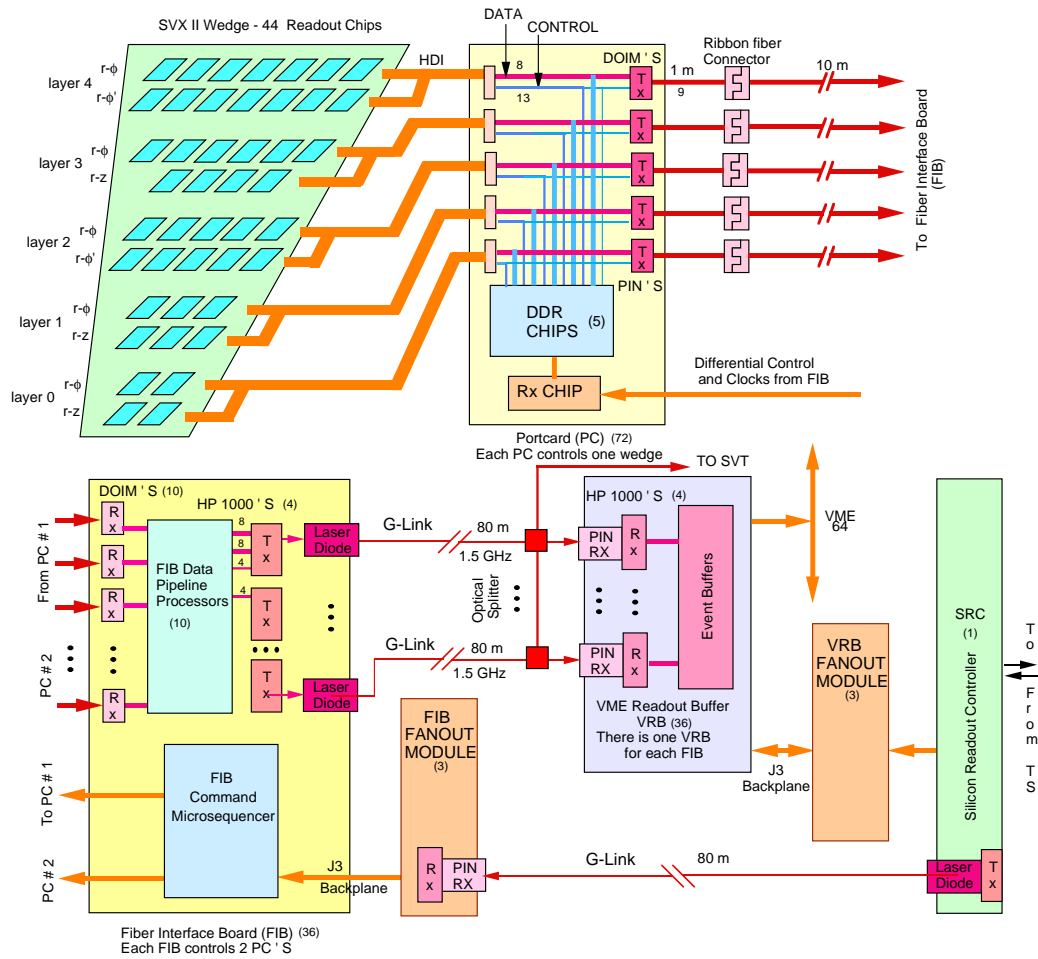 SVX II Wedge - 44 Readout Chips
DATA
CONTROL
HDI
8
13
DOIM ' S
1 m
9
Ribbon fiber
Connector
10 m
r-ϕ
layer 4
r-ϕ'
r-ϕ
layer 3
r-z
r-ϕ
layer 2
r-ϕ'
r-ϕ
layer 1
r-z
r-ϕ
layer 0
r-z
T
x
T
x
T
x
T
x
T
x
To Fiber Interface Board
(FIB)
PIN ' S
DDR
CHIPS (5)
Rx CHIP
Differential Control
and Clocks from FIB
Portcard (PC) (72)
Each PC controls one wedge
TO SVT
DOIM ' S (10)
HP 1000 ' S (4)
From PC # 1
PC # 2
R
x
R
x
R
x
R
x
FIB Data
Pipeline
Processors
(10)
8
8
4
4
T
x
T
x
T
x
Laser
Diode
Laser
Diode
G-Link
80 m
1.5 GHz
G-Link
80 m
1.5 GHz
Optical
Splitter
HP 1000 ' S (4)
PIN
RX
R
x
PIN
RX
R
x
Event Buffers
VME Readout Buffer
VRB (36)
There is one VRB
for each FIB
VME
64
J3
Backplane
VRB
FANOUT
MODULE
(3)
SRC
(1)
Silicon Readout Controller
To
From TS
Laser
Diode
T
x
G-Link
80 m
FIB
FANOUT
MODULE
(3)
R
x
PIN
RX
J3
Backplane
FIB
Command
Microsequencer
To PC # 1
PC # 2
Fiber Interface Board (FIB) (36)
Each FIB controls 2 PC ' S